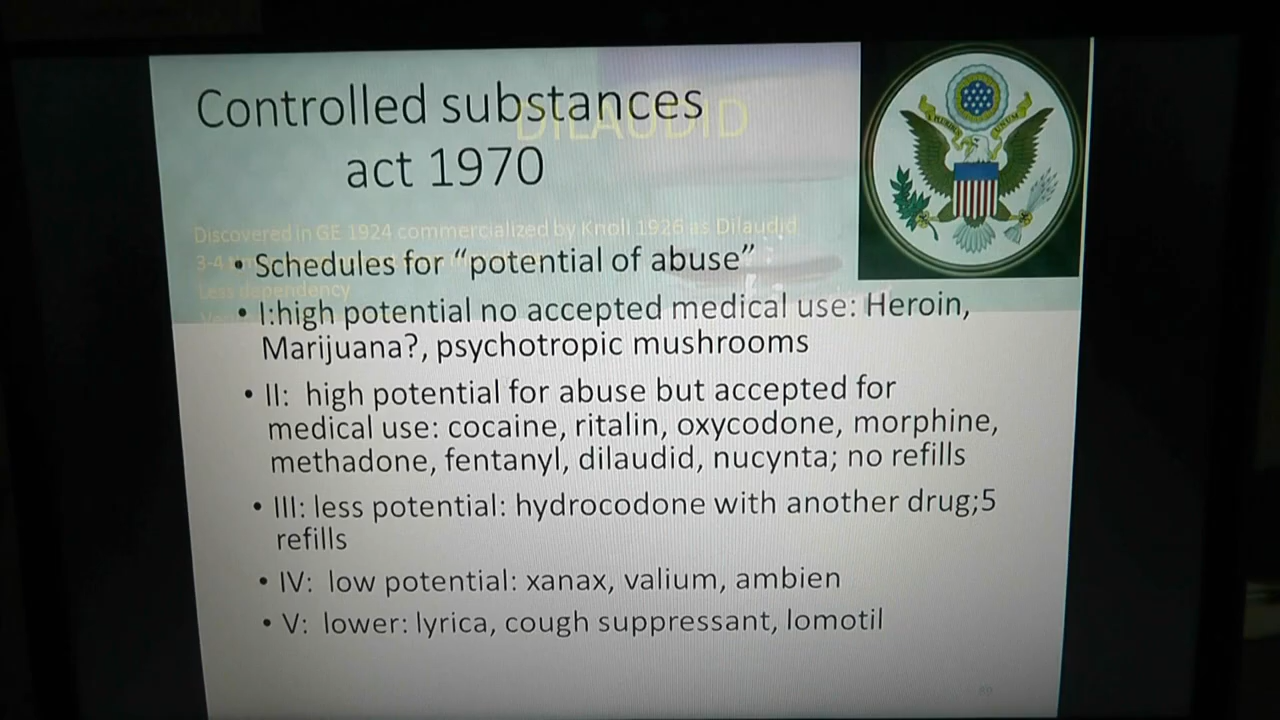 Controlled substances
DILAUDID
act 1970
Discovered in GE 1924 commercialized by Knoll 1926 as Dilaudid
• Schedules for “potential of abuse”
3-4
Less dependency
• I:high potential no accepted medical use: Heroin,
Marijuana?, psychotropic mushrooms
• II: high potential for abuse but accepted for
medical use: cocaine, ritalin, oxycodone, morphine,
methadone, fentanyl, dilaudid, nucynta; no refills
• III: less potential: hydrocodone with another drug;5
refills
• IV: low potential: xanax, valium, ambien
• V: lower: lyrica, cough suppressant, lomotil